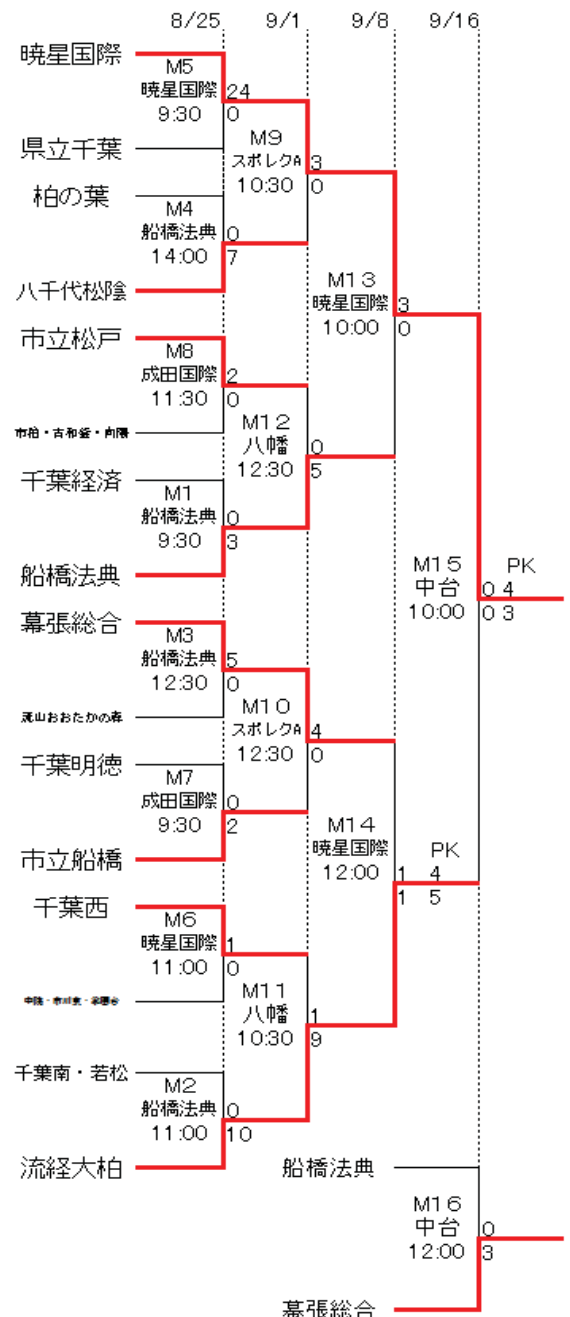 8/25 9/1 9/8 9/16
暁星国際
M5
暁星国際 24
9:30 0
県立千葉
M9
スポレクA 3
10:30 0
柏の葉
M4
船橋法典 0
14:00 7
八千代松陰
M13
暁星国際 3
10:00 0
市立松戸
M8
成田国際 2
11:30 0
市柏・古和釜・向陽
M12
八幡 0
12:30 5
千葉経済
M1
船橋法典 0
9:30 3
船橋法典
M15 PK
中台 0 4
10:00 0 3
幕張総合
M3
船橋法典 5
12:30 0
流山おおたかの森
M10
スポレクA 4
12:30 0
千葉明徳
M7
成田国際 0
9:30 2
市立船橋
M14
暁星国際 PK
12:00 1 4
1 5
千葉西
M6
暁星国際 1
11:00 0
M11
八幡 1
10:30 9
千葉南・若松
M2
船橋法典 0
11:00 10
流経大柏
船橋法典
M16
中台 0
12:00 3
幕張総合